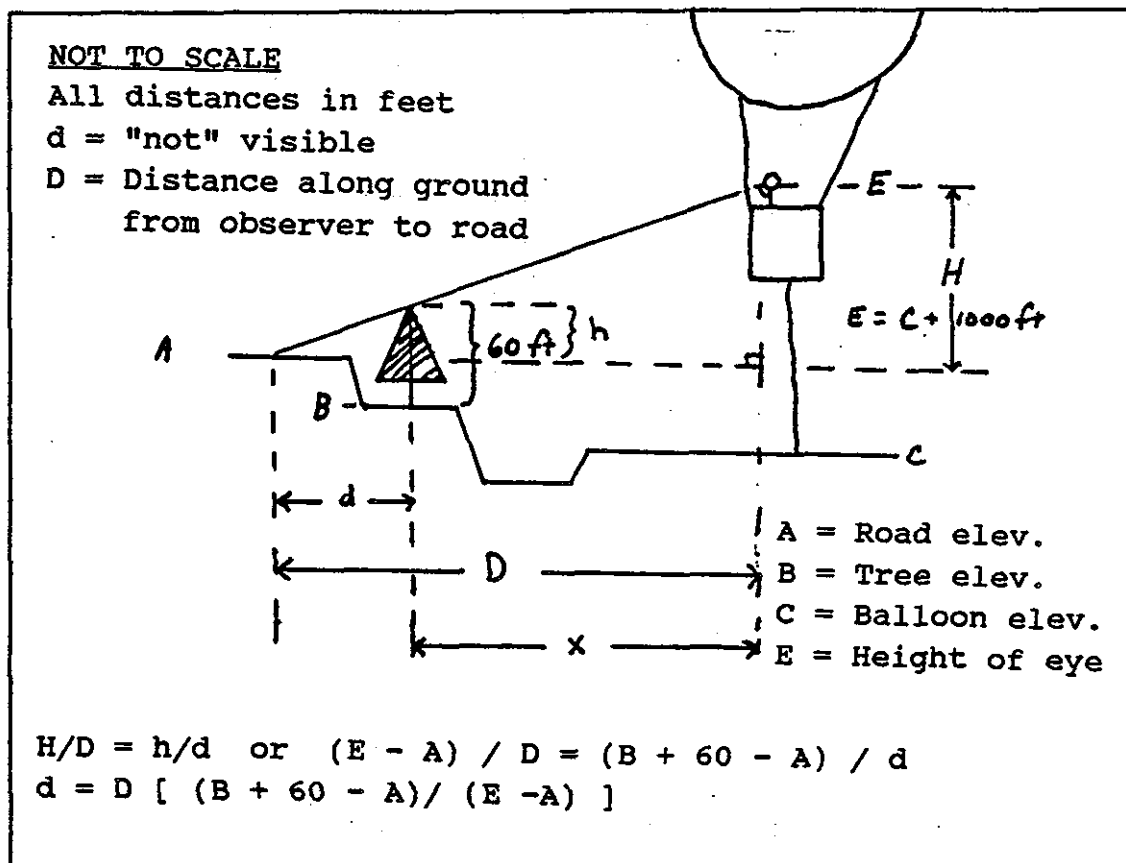 NOT TO SCALE
All distances in feet
d = "not" visible
D = Distance along ground
from observer to road
E
H
E = C + 1000 ft
A
60 ft
h
B
C
d
D
x
A = Road elev.
B = Tree elev.
C = Balloon elev.
E = Height of eye
H/D = h/d or (E - A) / D = (B + 60 - A) / d
d = D [ (B + 60 - A)/ (E -A) ]